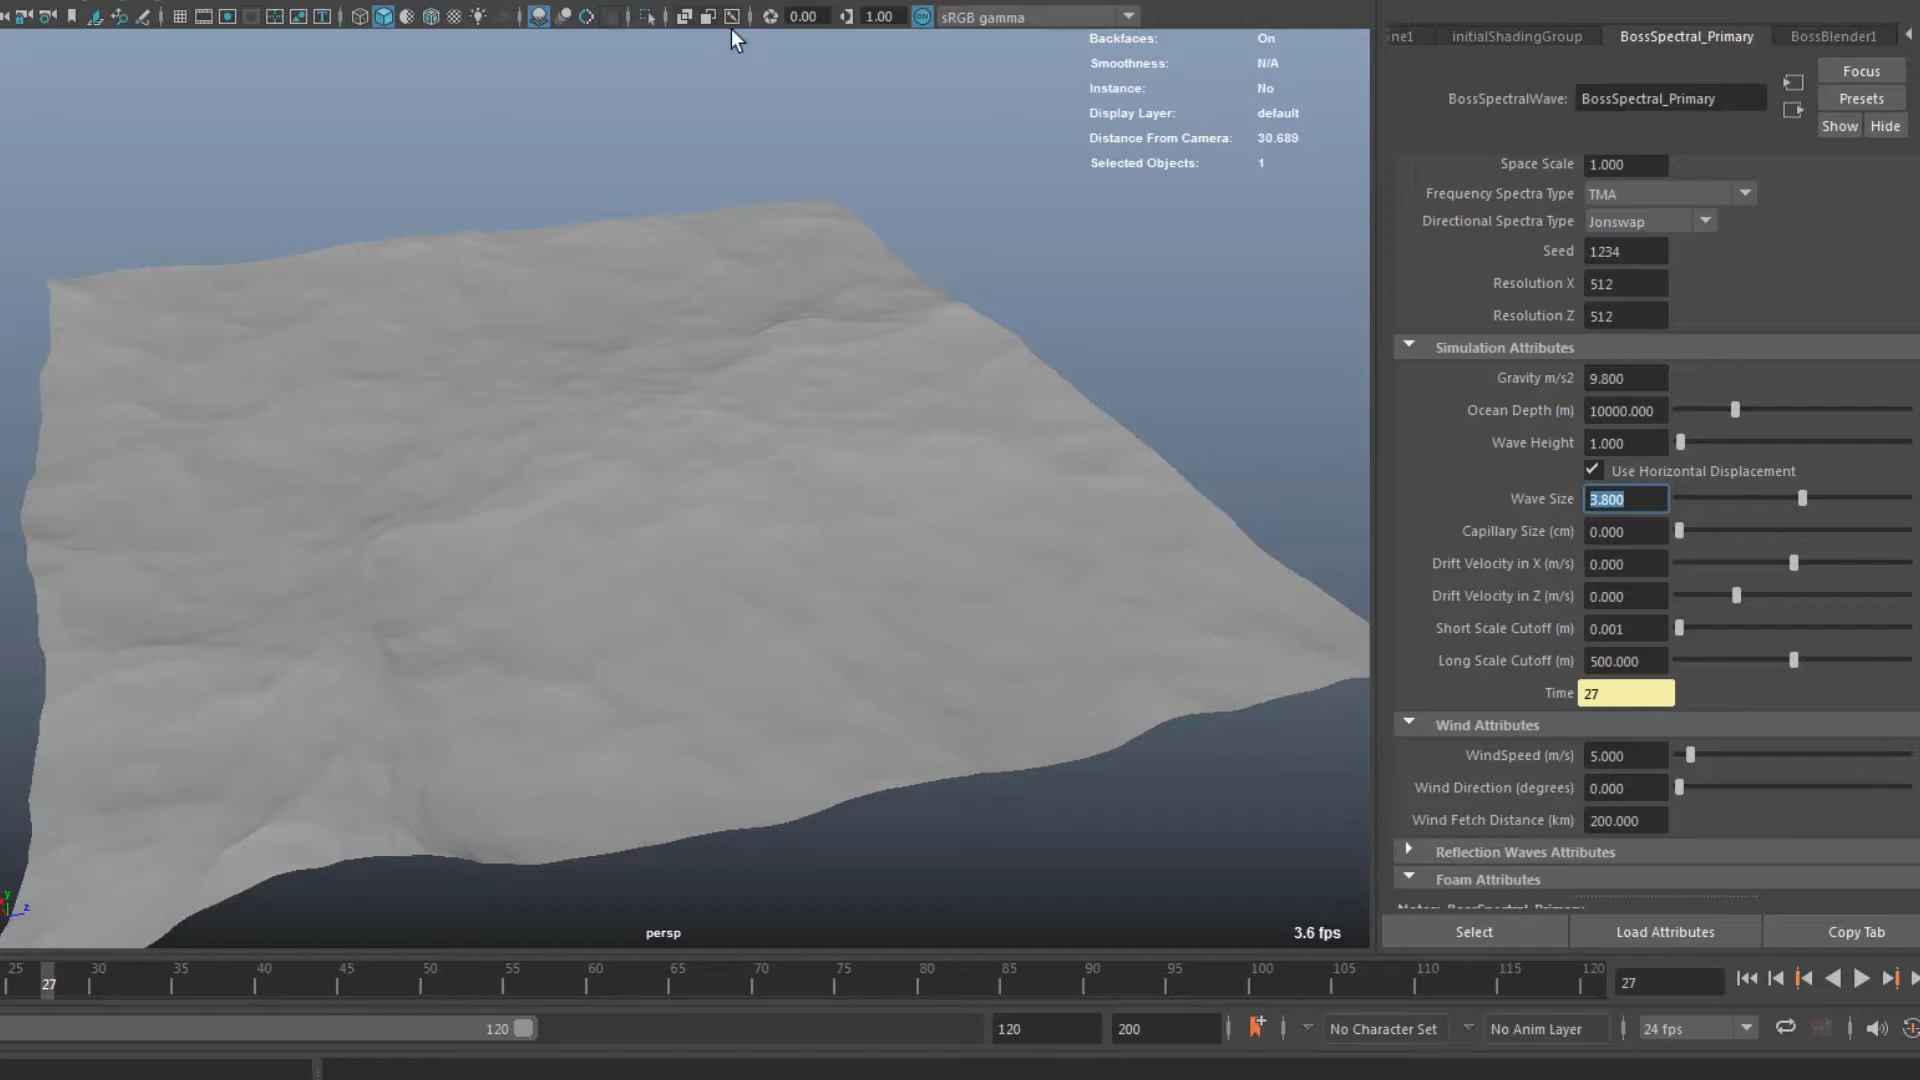 0.00 1.00 ON sRGB gamma
Backfaces: On
Smoothness: N/A
Instance: No
Display Layer: default
Distance From Camera: 30.689
Selected Objects: 1
persp
3.6 fps
y
z
ne1 initialShadingGroup BossSpectral_Primary BossBlender1
Focus
BossSpectralWave: BossSpectral_Primary
Presets
Show Hide
Space Scale 1.000
Frequency Spectra Type TMA
Directional Spectra Type Jonswap
Seed 1234
Resolution X 512
Resolution Z 512
Simulation Attributes
Gravity m/s2 9.800
Ocean Depth (m) 10000.000
Wave Height 1.000
Use Horizontal Displacement
Wave Size 3.800
Capillary Size (cm) 0.000
Drift Velocity in X (m/s) 0.000
Drift Velocity in Z (m/s) 0.000
Short Scale Cutoff (m) 0.001
Long Scale Cutoff (m) 500.000
Time 27
Wind Attributes
WindSpeed (m/s) 5.000
Wind Direction (degrees) 0.000
Wind Fetch Distance (km) 200.000
Reflection Waves Attributes
Foam Attributes
Notes: BossSpectral_Primary
Select Load Attributes Copy Tab
25 30 35 40 45 50 55 60 65 70 75 80 85 90 95 100 105 110 115 120
27 27
120 120 200 No Character Set No Anim Layer 24 fps